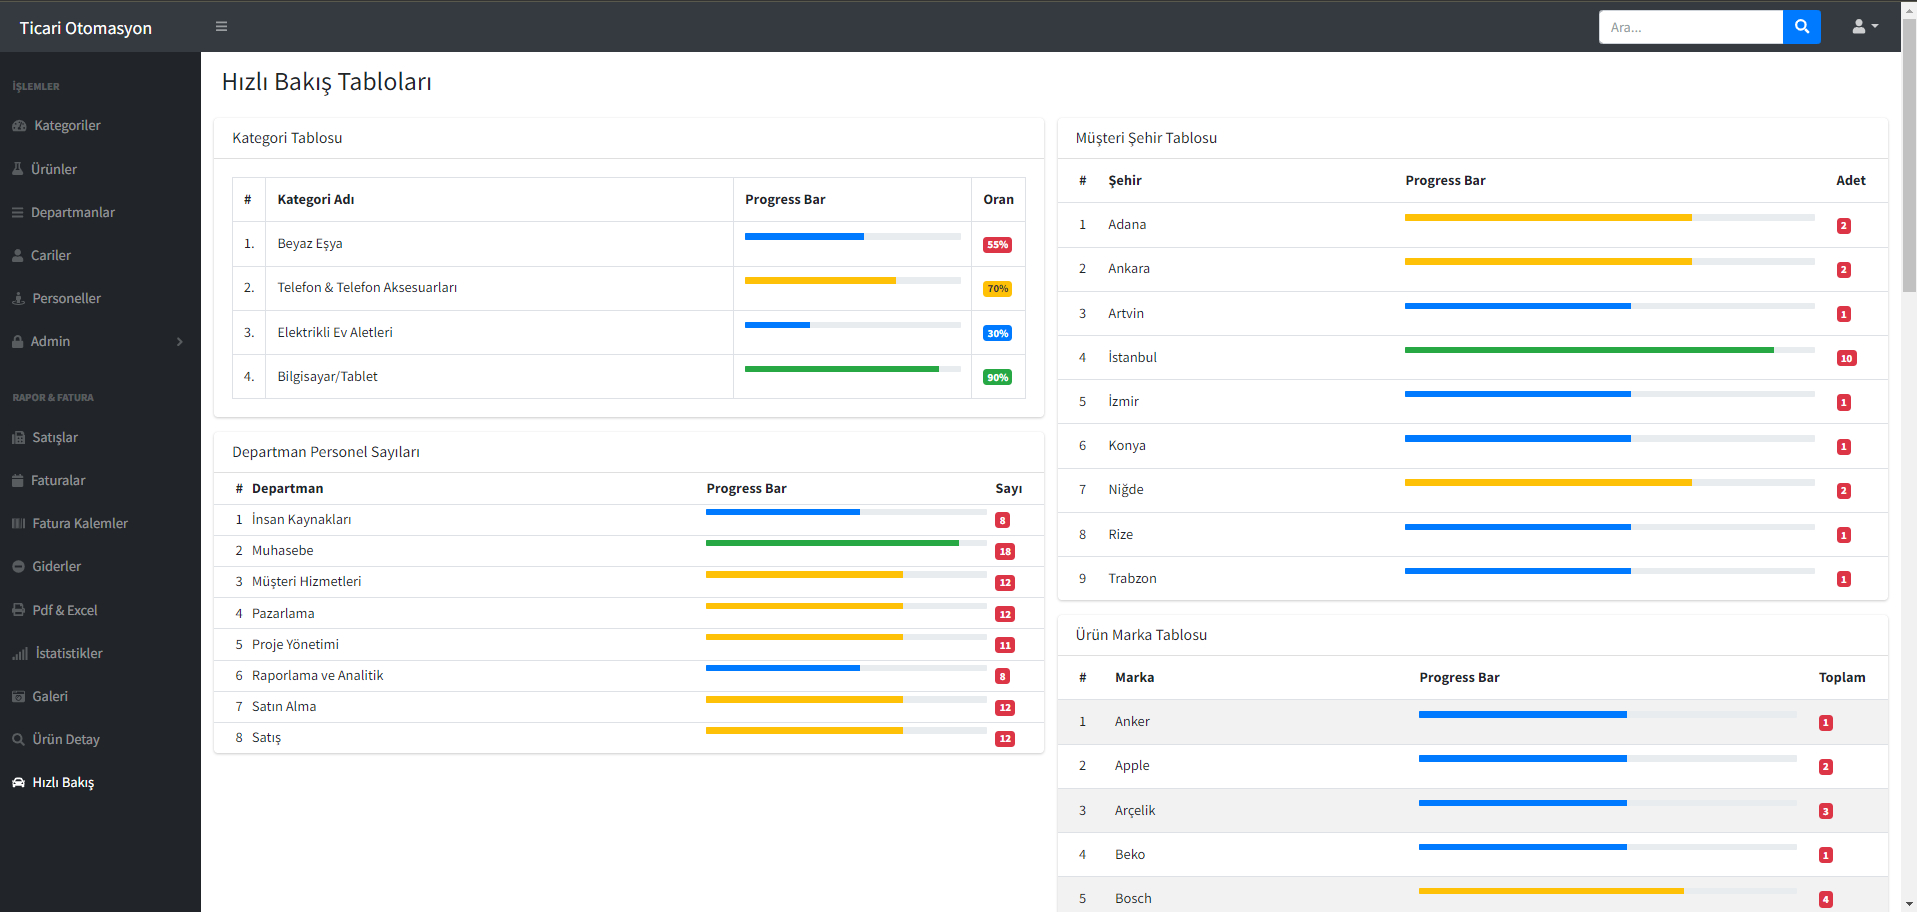 Ticari Otomasyon
Ara...
İŞLEMLER
Kategoriler
Ürünler
Departmanlar
Cariler
Personeller
Admin
RAPOR & FATURA
Satışlar
Faturalar
Fatura Kalemler
Giderler
Pdf & Excel
İstatistikler
Galeri
Ürün Detay
Hızlı Bakış
Hızlı Bakış Tabloları
Kategori Tablosu
# Kategori Adı Progress Bar Oran
1. Beyaz Eşya 55%
2. Telefon & Telefon Aksesuarları 70%
3. Elektrikli Ev Aletleri 30%
4. Bilgisayar/Tablet 90%
Departman Personel Sayıları
# Departman Progress Bar Sayı
1 İnsan Kaynakları 8
2 Muhasebe 18
3 Müşteri Hizmetleri 12
4 Pazarlama 12
5 Proje Yönetimi 11
6 Raporlama ve Analitik 8
7 Satın Alma 12
8 Satış 12
Müşteri Şehir Tablosu
# Şehir Progress Bar Adet
1 Adana 2
2 Ankara 2
3 Artvin 1
4 İstanbul 10
5 İzmir 1
6 Konya 1
7 Niğde 2
8 Rize 1
9 Trabzon 1
Ürün Marka Tablosu
# Marka Progress Bar Toplam
1 Anker 1
2 Apple 2
3 Arçelik 3
4 Beko 1
5 Bosch 4